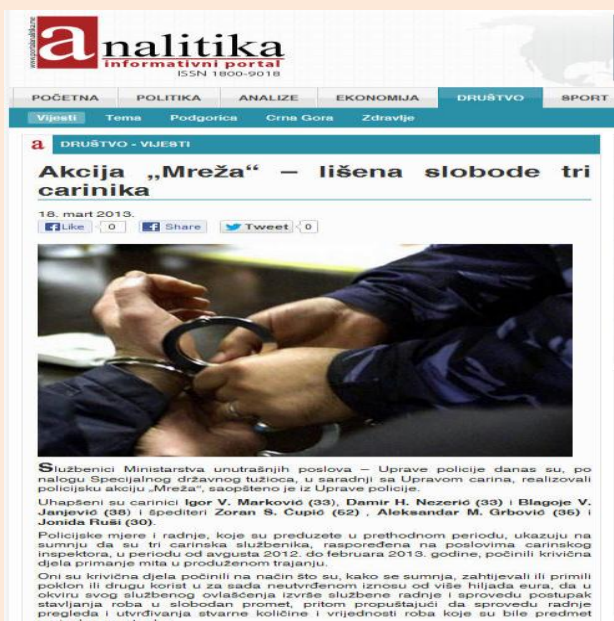 www.portalanalitika.me
analitika
informativni portal
ISSN 1800-9018
POČETNA POLITIKA ANALIZE EKONOMIJA DRUŠTVO SPORT
Vijesti Tema Podgorica Crna Gora Zdravlje
a DRUŠTVO - VIJESTI
Akcija „Mreža“ – lišena slobode tri
carinika
18. mart 2013.
Like 0 Share Tweet 0
Službenici Ministarstva unutrašnjih poslova – Uprave policije danas su, po
nalogu Specijalnog državnog tužioca, u saradnji sa Upravom carina, realizovali
policijsku akciju „Mreža“, saopšteno je iz Uprave policije.
Uhapšeni su carinici Igor V. Marković (33), Damir H. Nezerić (33) i Blagoje V.
Janjević (38) i špediteri Zoran S. Cupić (52) , Aleksandar M. Grbović (35) i
Jonida Ruši (30).
Policijske mjere i radnje, koje su preduzete u prethodnom periodu, ukazuju na
sumnju da su tri carinska službenika, raspoređena na poslovima carinskog
inspektora, u periodu od avgusta 2012. do februara 2013. godine, počinili krivična
djela primanje mita u produženom trajanju.
Oni su krivična djela počinili na način što su, kako se sumnja, zahtijevali ili primili
poklon ili drugu korist u za sada neutvrđenom iznosu od više hiljada eura, da u
okviru svog službenog ovlašćenja izvrše službene radnje i sprovedu postupak
stavljanja roba u slobodan promet, pritom propuštajući da sprovedu radnje
pregleda i utvrđivanja stvarne količine i vrijednosti roba koje su bile predmet